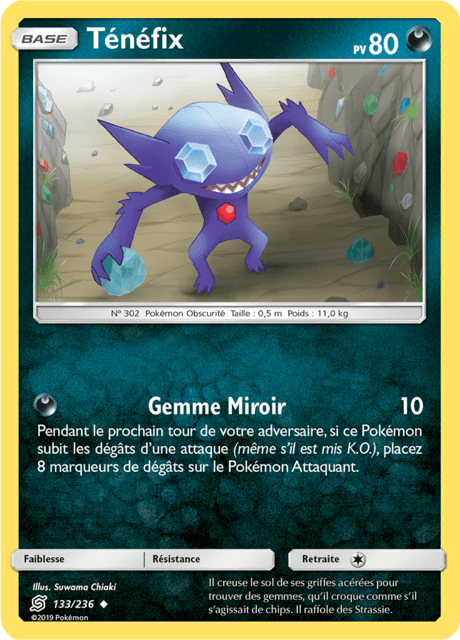 BASE Ténéfix PV 80
N° 302 Pokémon Obscurité Taille : 0,5 m Poids : 11,0 kg
Gemme Miroir 10
Pendant le prochain tour de votre adversaire, si ce Pokémon
subit les dégâts d'une attaque (même s'il est mis K.O.), placez
8 marqueurs de dégâts sur le Pokémon Attaquant.
Faiblesse Résistance Retraite
Illus. Suwama Chiaki
133/236
©2019 Pokémon
Il creuse le sol de ses griffes acérées pour
trouver des gemmes, qu'il croque comme s'il
s'agissait de chips. Il raffole des Strassie.